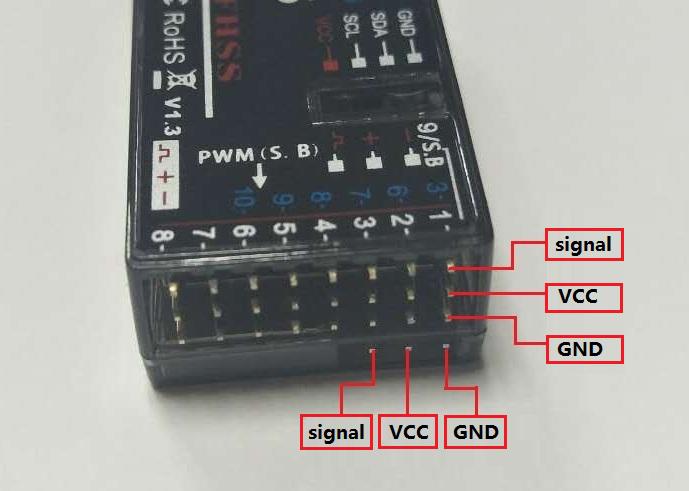 C RoHS
V1.3
FHSS
VCC
SCL
SDA
GND
9/S.B
PWM (S. B)
+ −
10- 9- 8- 7- 6- 3-
8- 7- 6- 5- 4- 3- 2- 1-
+ −
signal
VCC
GND
signal
VCC
GND